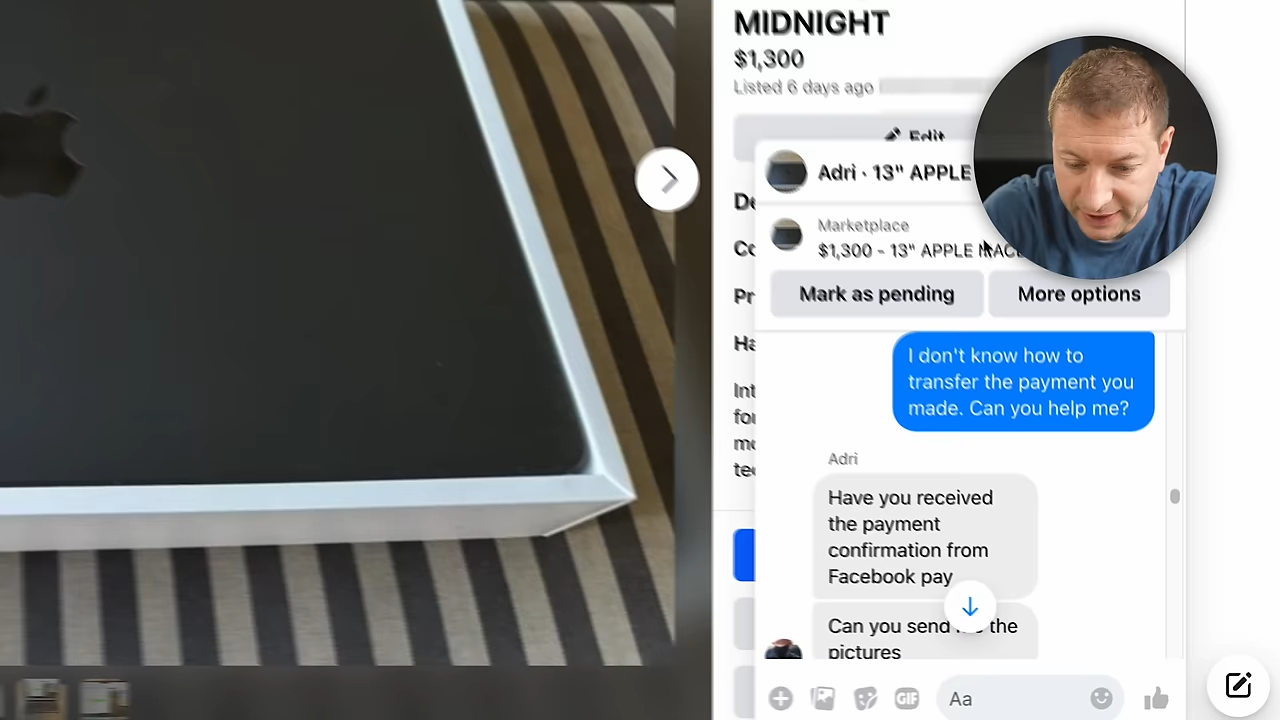 MIDNIGHT
$1,300
Listed 6 days ago
Edit
Adri · 13" APPLE
Marketplace
$1,300 - 13" APPLE
Mark as pending
More options
I don't know how to
transfer the payment you
made. Can you help me?
Adri
Have you received
the payment
confirmation from
Facebook pay
Can you send the
pictures
GIF
Aa